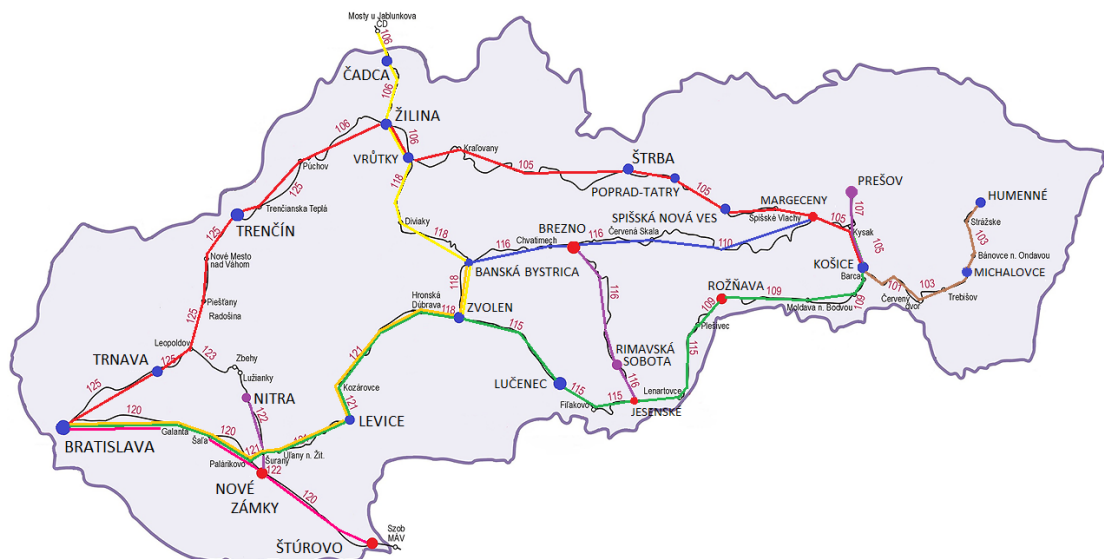 Mosty u Jablunkova
ČD
106
ČADCA
106
ŽILINA
106
106
VRÚTKY
Kraľovany
105
ŠTRBA
Púchov
125
118
POPRAD-TATRY
105
MARGECENY
PREŠOV
HUMENNÉ
107
Trenčianska Teplá
TRENČÍN
Diviaky
SPIŠSKÁ NOVÁ VES
Spišské Vlachy
105
Kysak
Strážske
BREZNO
116
Červená Skala
118
116
Chvatimech
110
105
103
125
Nové Mesto
nad Váhom
BANSKÁ BYSTRICA
KOŠICE
Barca
Bánovce n. Ondavou
MICHALOVCE
118
116
ROŽŇAVA
109
109
Moldava n. Bodvou
109
101
Červený
dvor
103
Trebišov
Piešťany
Radošina
125
Hronská
Dúbrava
118
ZVOLEN
115
Plešivec
115
Leopoldov
123
Zbehy
Lužianky
TRNAVA
125
121
RIMAVSKÁ
SOBOTA
116
125
NITRA
Kozárovce
LUČENEC
115
Lenartovce
Fiľakovo
115
JESENSKÉ
122
121
LEVICE
120
BRATISLAVA
Galanta
120
Šaľa
121
121
Úľany n. Žit.
Šurany
Palárikovo
122
NOVÉ
ZÁMKY
120
ŠTÚROVO
Szob
MÁV